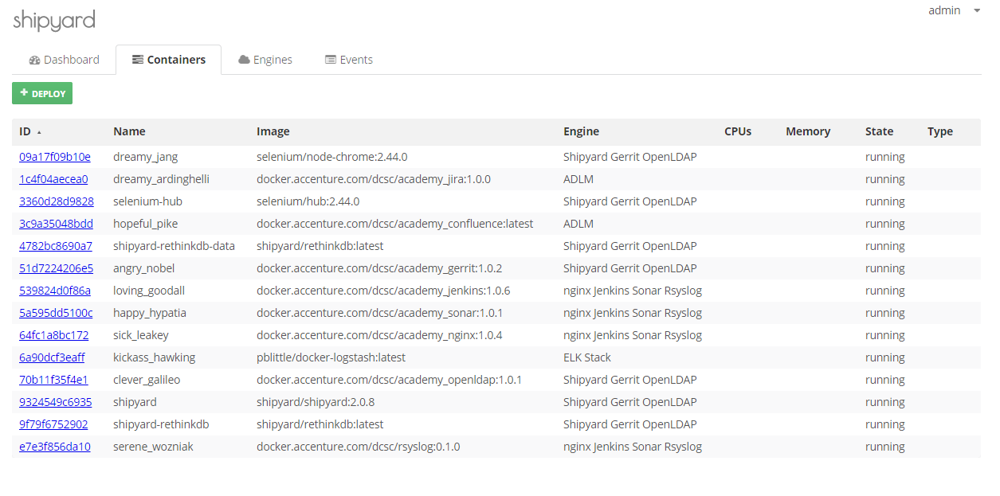 shipyard
admin
Dashboard Containers Engines Events
+ DEPLOY
ID Name Image Engine CPUs Memory State Type
09a17f09b10e dreamy_jang selenium/node-chrome:2.44.0 Shipyard Gerrit OpenLDAP running
1c4f04aecea0 dreamy_ardinghelli docker.accenture.com/dcsc/academy_jira:1.0.0 ADLM running
3360d28d9828 selenium-hub selenium/hub:2.44.0 Shipyard Gerrit OpenLDAP running
3c9a35048bdd hopeful_pike docker.accenture.com/dcsc/academy_confluence:latest ADLM running
4782bc8690a7 shipyard-rethinkdb-data shipyard/rethinkdb:latest Shipyard Gerrit OpenLDAP running
51d7224206e5 angry_nobel docker.accenture.com/dcsc/academy_gerrit:1.0.2 Shipyard Gerrit OpenLDAP running
539824d0f86a loving_goodall docker.accenture.com/dcsc/academy_jenkins:1.0.6 nginx Jenkins Sonar Rsyslog running
5a595dd5100c happy_hypatia docker.accenture.com/dcsc/academy_sonar:1.0.1 nginx Jenkins Sonar Rsyslog running
64fc1a8bc172 sick_leakey docker.accenture.com/dcsc/academy_nginx:1.0.4 nginx Jenkins Sonar Rsyslog running
6a90dcf3eaff kickass_hawking pblittle/docker-logstash:latest ELK Stack running
70b11f35f4e1 clever_galileo docker.accenture.com/dcsc/academy_openldap:1.0.1 Shipyard Gerrit OpenLDAP running
9324549c6935 shipyard shipyard/shipyard:2.0.8 Shipyard Gerrit OpenLDAP running
9f79f6752902 shipyard-rethinkdb shipyard/rethinkdb:latest Shipyard Gerrit OpenLDAP running
e7e3f856da10 serene_wozniak docker.accenture.com/dcsc/rsyslog:0.1.0 nginx Jenkins Sonar Rsyslog running